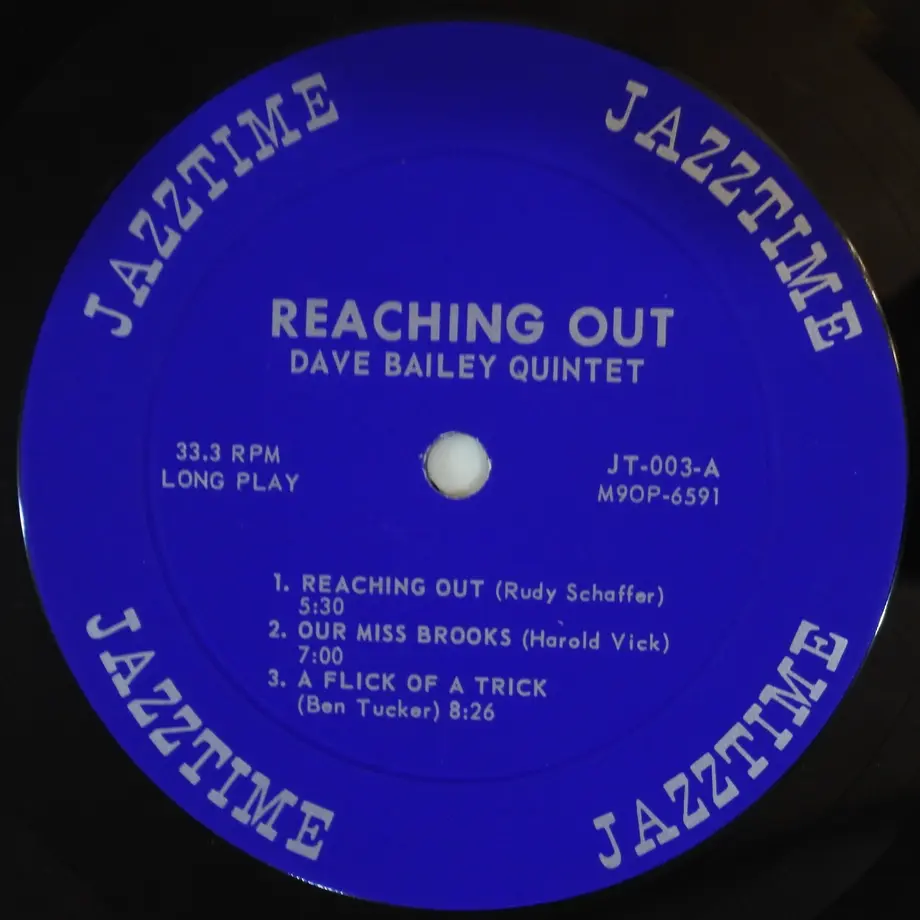 JAZZTIME
JAZZTIME
REACHING OUT
DAVE BAILEY QUINTET
33.3 RPM
LONG PLAY
JT-003-A
M9OP-6591
1. REACHING OUT (Rudy Schaffer)
5:30
2. OUR MISS BROOKS (Harold Vick)
7:00
3. A FLICK OF A TRICK
(Ben Tucker) 8:26
JAZZTIME
JAZZTIME